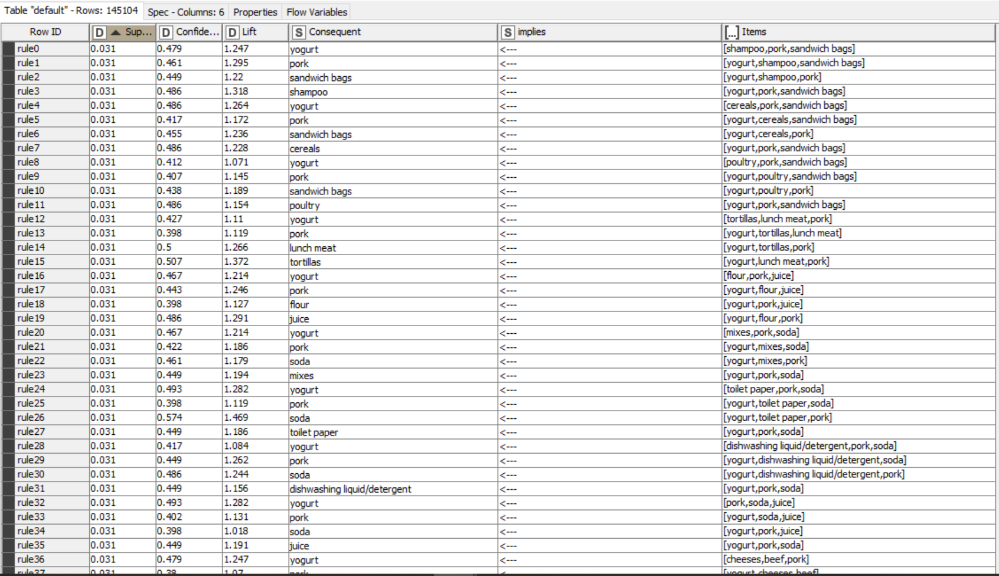 Table "default" - Rows: 145104 Spec - Columns: 6 Properties Flow Variables
Row ID D Sup... D Confide... D Lift S Consequent S implies [...] Items
rule0 0.031 0.479 1.247 yogurt <--- [shampoo,pork,sandwich bags]
rule1 0.031 0.461 1.295 pork <--- [yogurt,shampoo,sandwich bags]
rule2 0.031 0.449 1.22 sandwich bags <--- [yogurt,shampoo,pork]
rule3 0.031 0.486 1.318 shampoo <--- [yogurt,pork,sandwich bags]
rule4 0.031 0.486 1.264 yogurt <--- [cereals,pork,sandwich bags]
rule5 0.031 0.417 1.172 pork <--- [yogurt,cereals,sandwich bags]
rule6 0.031 0.455 1.236 sandwich bags <--- [yogurt,cereals,pork]
rule7 0.031 0.486 1.228 cereals <--- [yogurt,pork,sandwich bags]
rule8 0.031 0.412 1.071 yogurt <--- [poultry,pork,sandwich bags]
rule9 0.031 0.407 1.145 pork <--- [yogurt,poultry,sandwich bags]
rule10 0.031 0.438 1.189 sandwich bags <--- [yogurt,poultry,pork]
rule11 0.031 0.486 1.154 poultry <--- [yogurt,pork,sandwich bags]
rule12 0.031 0.427 1.11 yogurt <--- [tortillas,lunch meat,pork]
rule13 0.031 0.398 1.119 pork <--- [yogurt,tortillas,lunch meat]
rule14 0.031 0.5 1.266 lunch meat <--- [yogurt,tortillas,pork]
rule15 0.031 0.507 1.372 tortillas <--- [yogurt,lunch meat,pork]
rule16 0.031 0.467 1.214 yogurt <--- [flour,pork,juice]
rule17 0.031 0.443 1.246 pork <--- [yogurt,flour,juice]
rule18 0.031 0.398 1.127 flour <--- [yogurt,pork,juice]
rule19 0.031 0.486 1.291 juice <--- [yogurt,flour,pork]
rule20 0.031 0.467 1.214 yogurt <--- [mixes,pork,soda]
rule21 0.031 0.422 1.186 pork <--- [yogurt,mixes,soda]
rule22 0.031 0.461 1.179 soda <--- [yogurt,mixes,pork]
rule23 0.031 0.449 1.194 mixes <--- [yogurt,pork,soda]
rule24 0.031 0.493 1.282 yogurt <--- [toilet paper,pork,soda]
rule25 0.031 0.398 1.119 pork <--- [yogurt,toilet paper,soda]
rule26 0.031 0.574 1.469 soda <--- [yogurt,toilet paper,pork]
rule27 0.031 0.449 1.186 toilet paper <--- [yogurt,pork,soda]
rule28 0.031 0.417 1.084 yogurt <--- [dishwashing liquid/detergent,pork,soda]
rule29 0.031 0.449 1.262 pork <--- [yogurt,dishwashing liquid/detergent,soda]
rule30 0.031 0.486 1.244 soda <--- [yogurt,dishwashing liquid/detergent,pork]
rule31 0.031 0.449 1.156 dishwashing liquid/detergent <--- [yogurt,pork,soda]
rule32 0.031 0.493 1.282 yogurt <--- [pork,soda,juice]
rule33 0.031 0.402 1.131 pork <--- [yogurt,soda,juice]
rule34 0.031 0.398 1.018 soda <--- [yogurt,pork,juice]
rule35 0.031 0.449 1.191 juice <--- [yogurt,pork,soda]
rule36 0.031 0.479 1.247 yogurt <--- [cheeses,beef,pork]
rule37 0.031 0.38 1.07 pork <--- [yogurt,cheeses,beef]